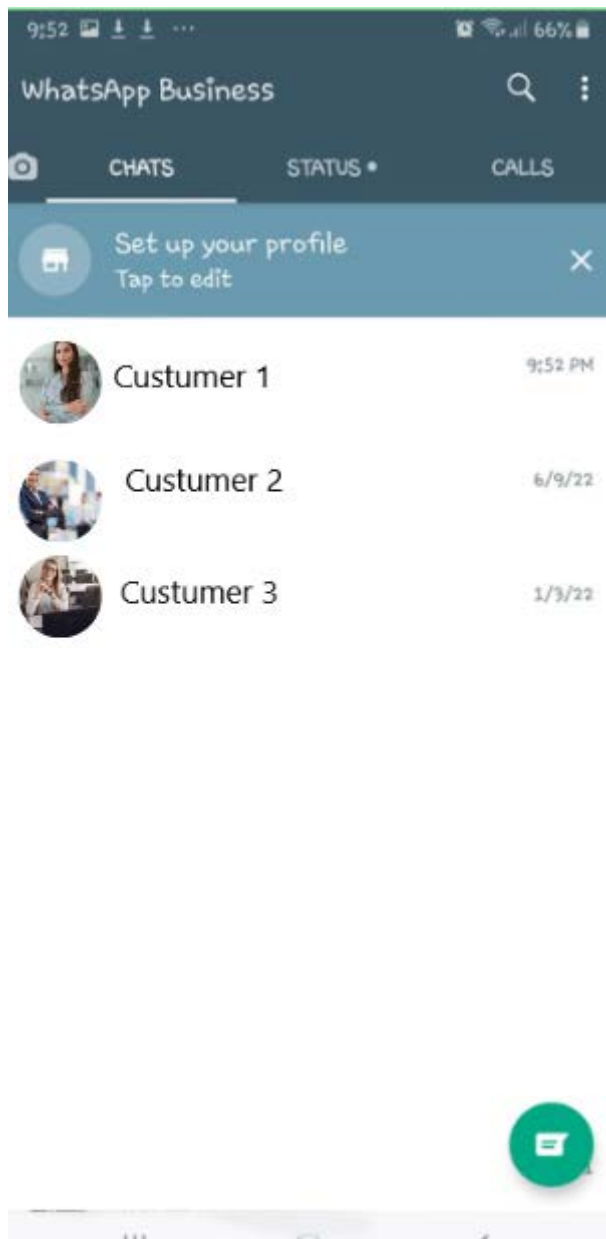 9:52 ... 66%
WhatsApp Business
CHATS STATUS • CALLS
Set up your profile
Tap to edit
Custumer 1 9:52 PM
Custumer 2 6/9/22
Custumer 3 1/3/22